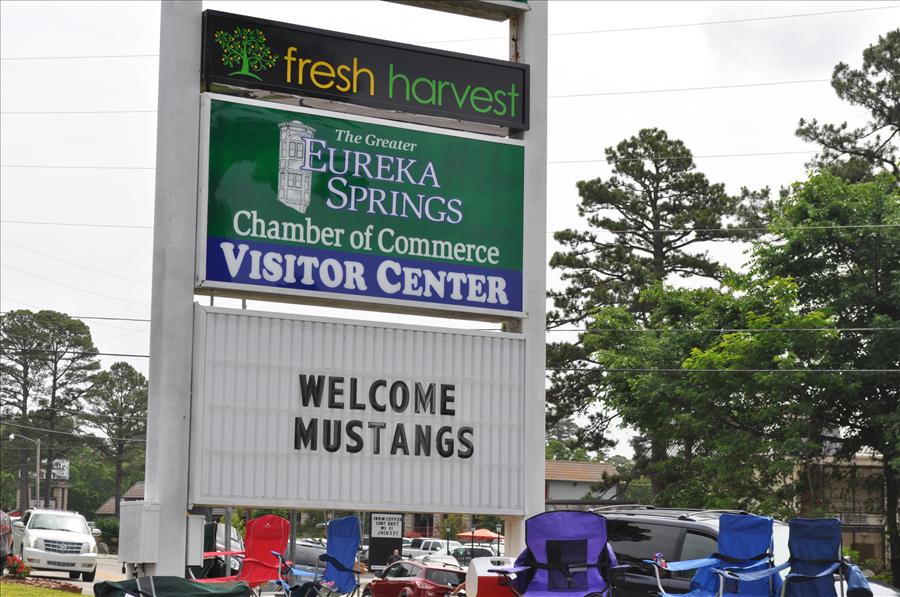 fresh harvest
The Greater
EUREKA
SPRINGS
Chamber of Commerce
VISITOR CENTER
WELCOME
MUSTANGS